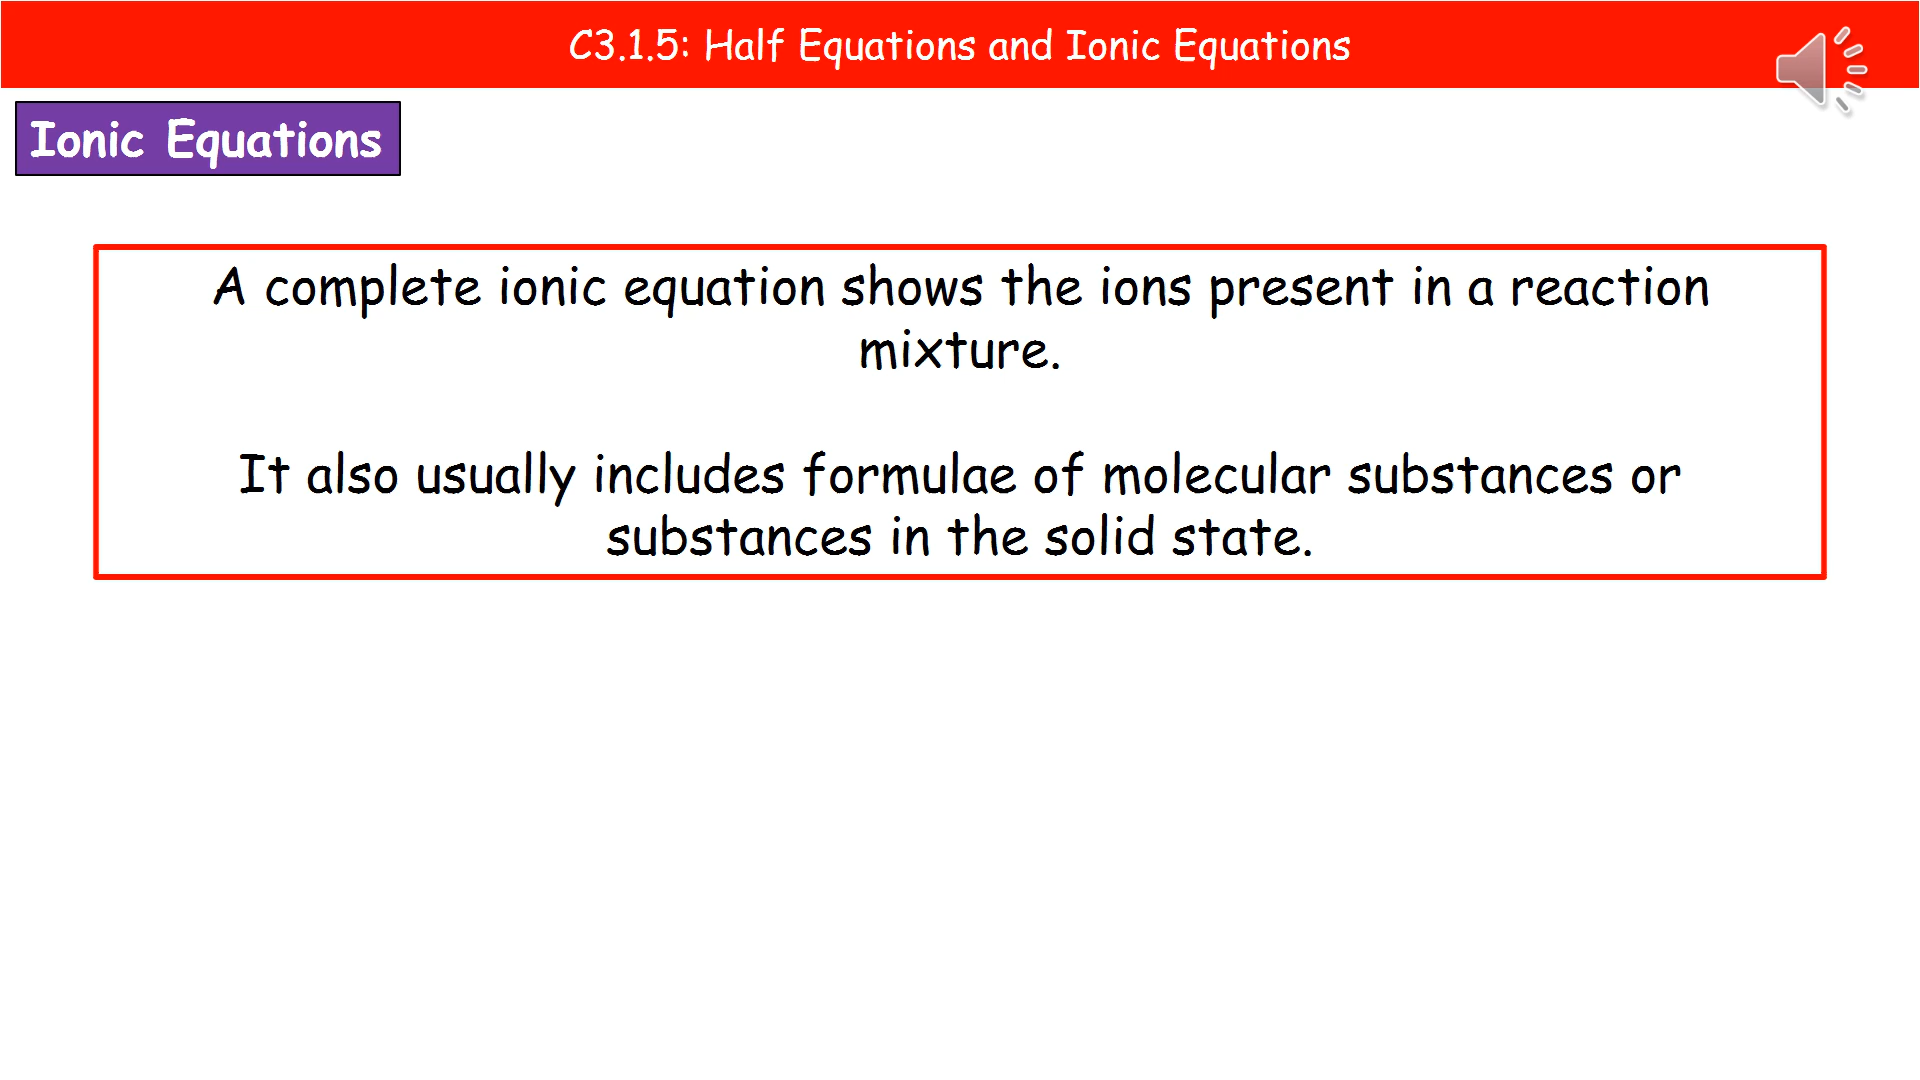 C3.1.5: Half Equations and Ionic Equations
Ionic Equations
A complete ionic equation shows the ions present in a reaction
mixture.
It also usually includes formulae of molecular substances or
substances in the solid state.